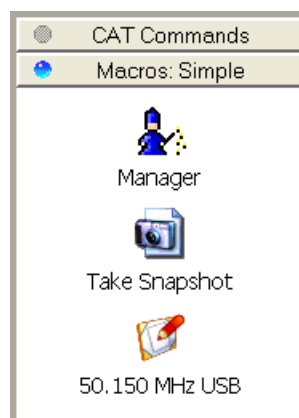 CAT Commands
Macros: Simple
Manager
Take Snapshot
50.150 MHz USB